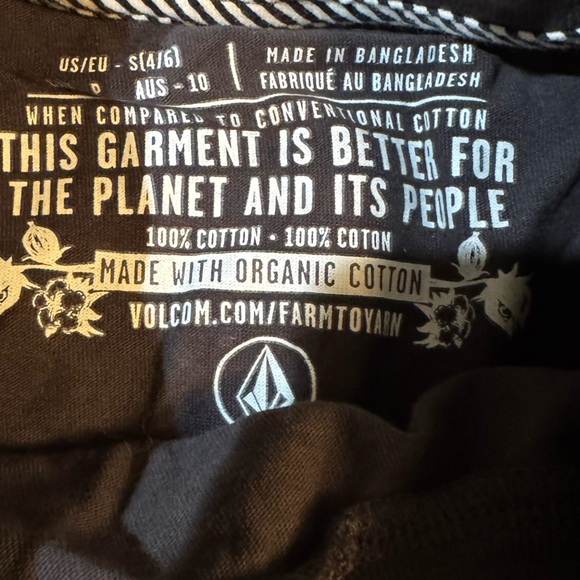 US/EU - S(4/6)
AUS - 10
MADE IN BANGLADESH
FABRIQUÉ AU BANGLADESH
WHEN COMPARED TO CONVENTIONAL COTTON
THIS GARMENT IS BETTER FOR
THE PLANET AND ITS PEOPLE
100% COTTON • 100% COTON
MADE WITH ORGANIC COTTON
VOLCOM.COM/FARMTOYARN